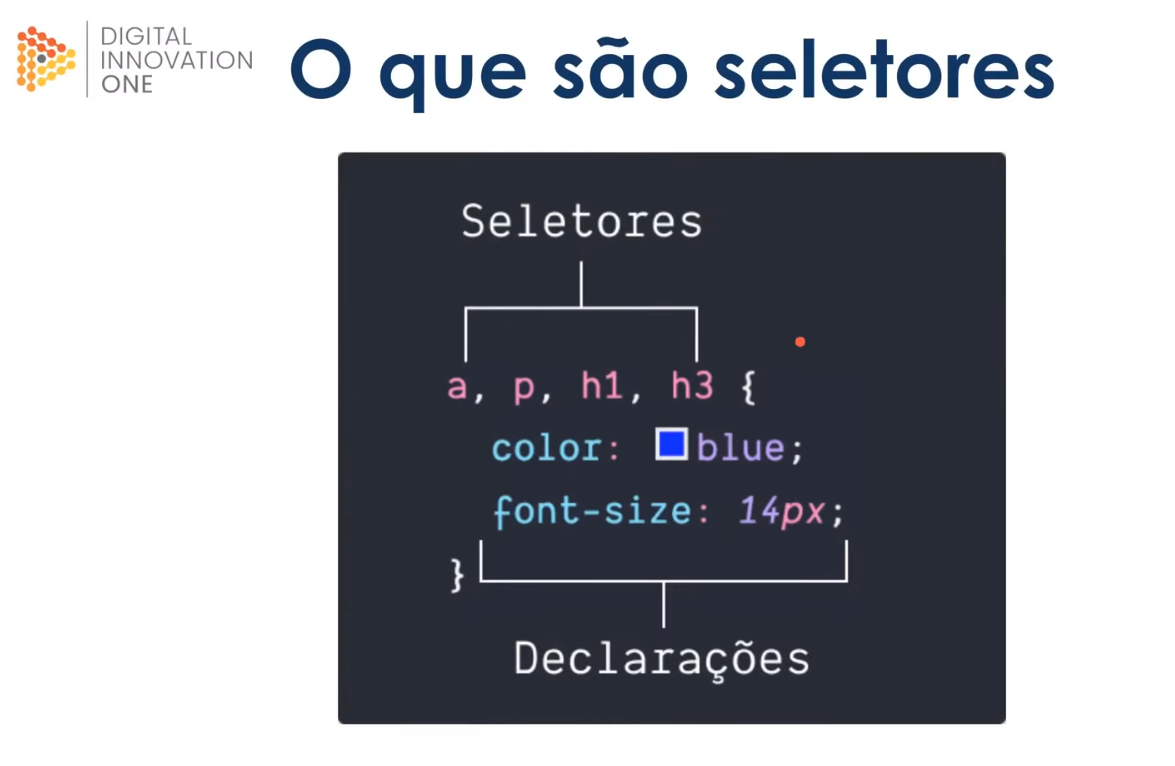 DIGITAL
INNOVATION
ONE
O que são seletores
Seletores
a, p, h1, h3 {
color: blue;
font-size: 14px;
}
Declarações